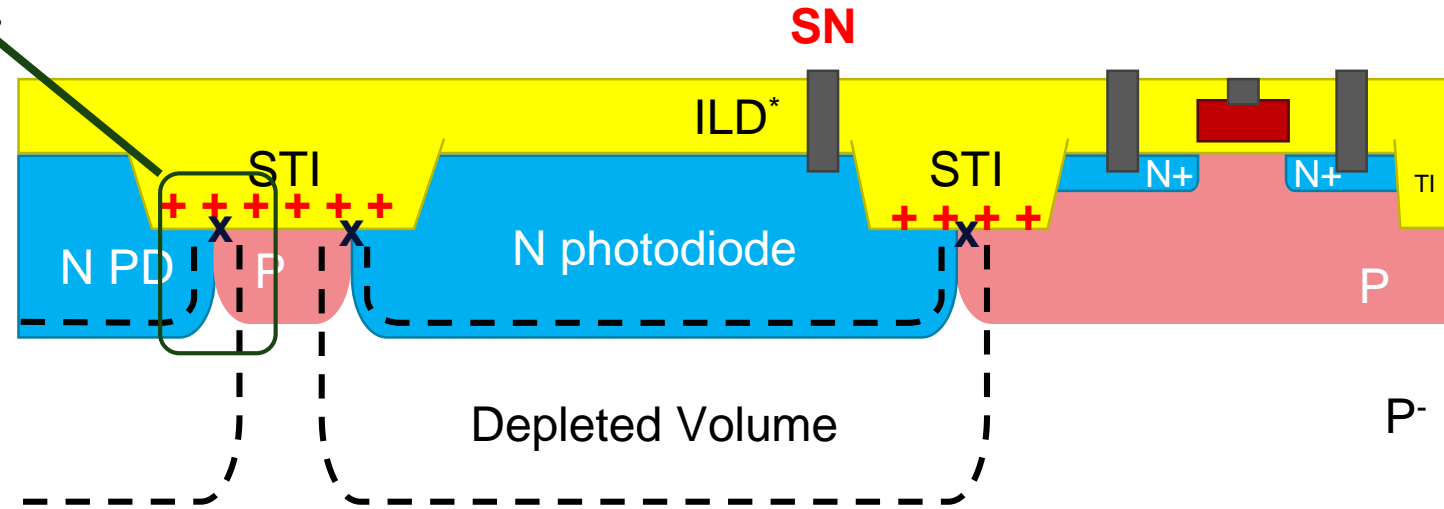 SN
ILD*
STI
STI
N+
N+
TI
+ + + + + +
+ + + +
x
x
x
N PD
P
N photodiode
P
Depleted Volume
P-